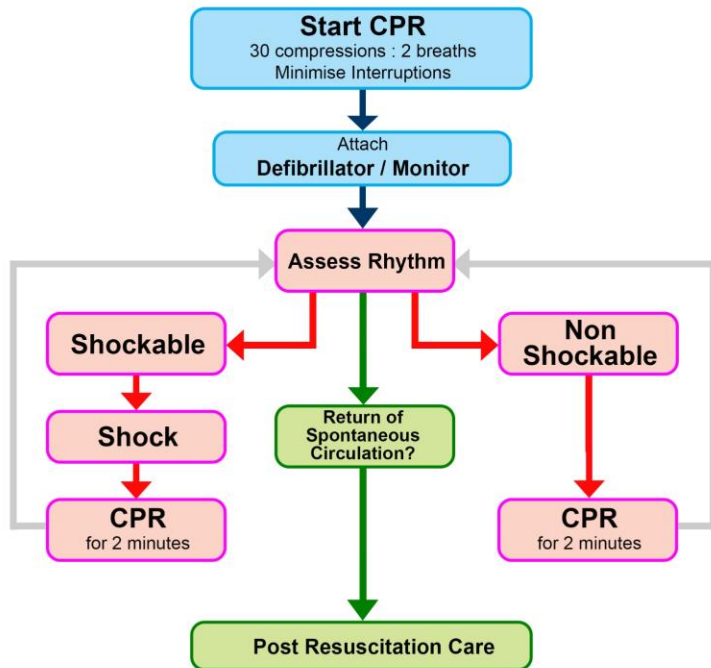 Start CPR
30 compressions : 2 breaths
Minimise Interruptions
Attach
Defibrillator / Monitor
Assess Rhythm
Shockable
Non
Shockable
Shock
Return of
Spontaneous
Circulation?
CPR
for 2 minutes
CPR
for 2 minutes
Post Resuscitation Care